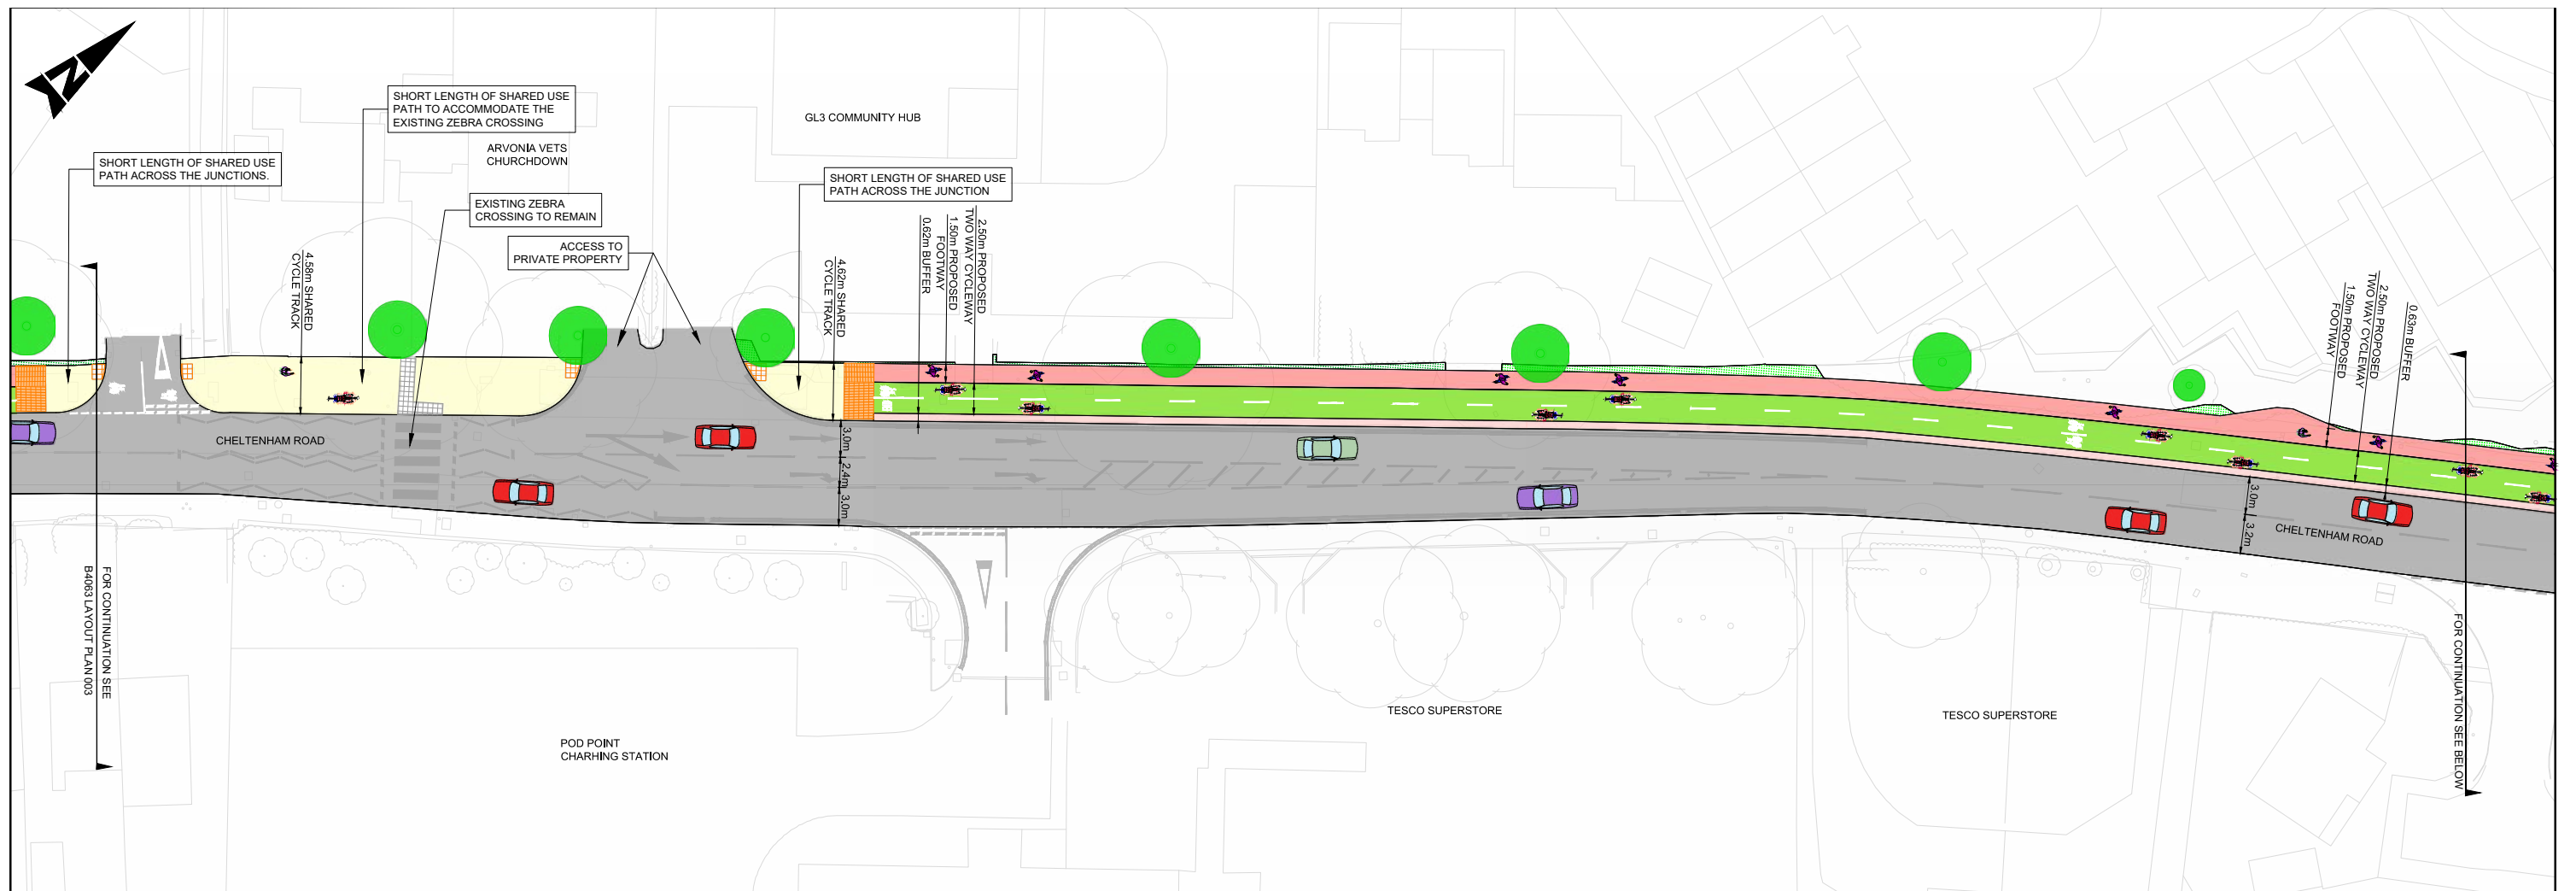 N
SHORT LENGTH OF SHARED USE
PATH ACROSS THE JUNCTIONS.
SHORT LENGTH OF SHARED USE
PATH TO ACCOMMODATE THE
EXISTING ZEBRA CROSSING
ARVONIA VETS
CHURCHDOWN
EXISTING ZEBRA
CROSSING TO REMAIN
ACCESS TO
PRIVATE PROPERTY
GL3 COMMUNITY HUB
SHORT LENGTH OF SHARED USE
PATH ACROSS THE JUNCTION
4.58m SHARED
CYCLE TRACK
4.62m SHARED
CYCLE TRACK
2.50m PROPOSED
TWO WAY CYCLEWAY
1.50m PROPOSED
FOOTWAY
0.62m BUFFER
0.63m BUFFER
2.50m PROPOSED
TWO WAY CYCLEWAY
1.50m PROPOSED
FOOTWAY
CHELTENHAM ROAD
3.0m
2.4m
3.0m
3.0m
3.2m
CHELTENHAM ROAD
FOR CONTINUATION SEE
B4063 LAYOUT PLAN 003
FOR CONTINUATION SEE BELOW
POD POINT
CHARHING STATION
TESCO SUPERSTORE
TESCO SUPERSTORE